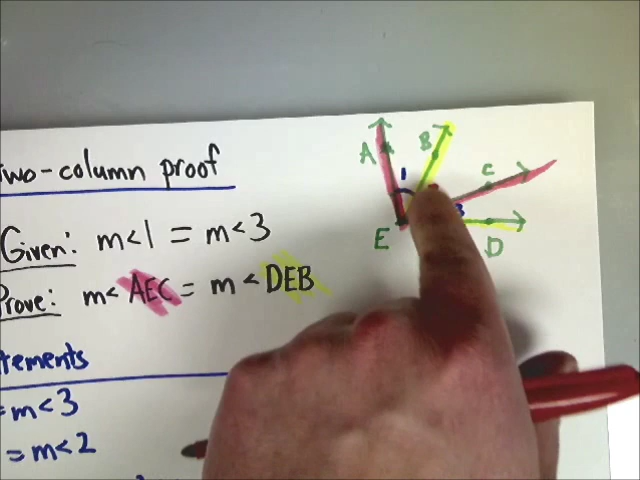 two-column proof
Given: m<1 = m<3
Prove: m< AEC = m < DEB
tements
= m<3
= m<2
A
B
C
1
3
E
D